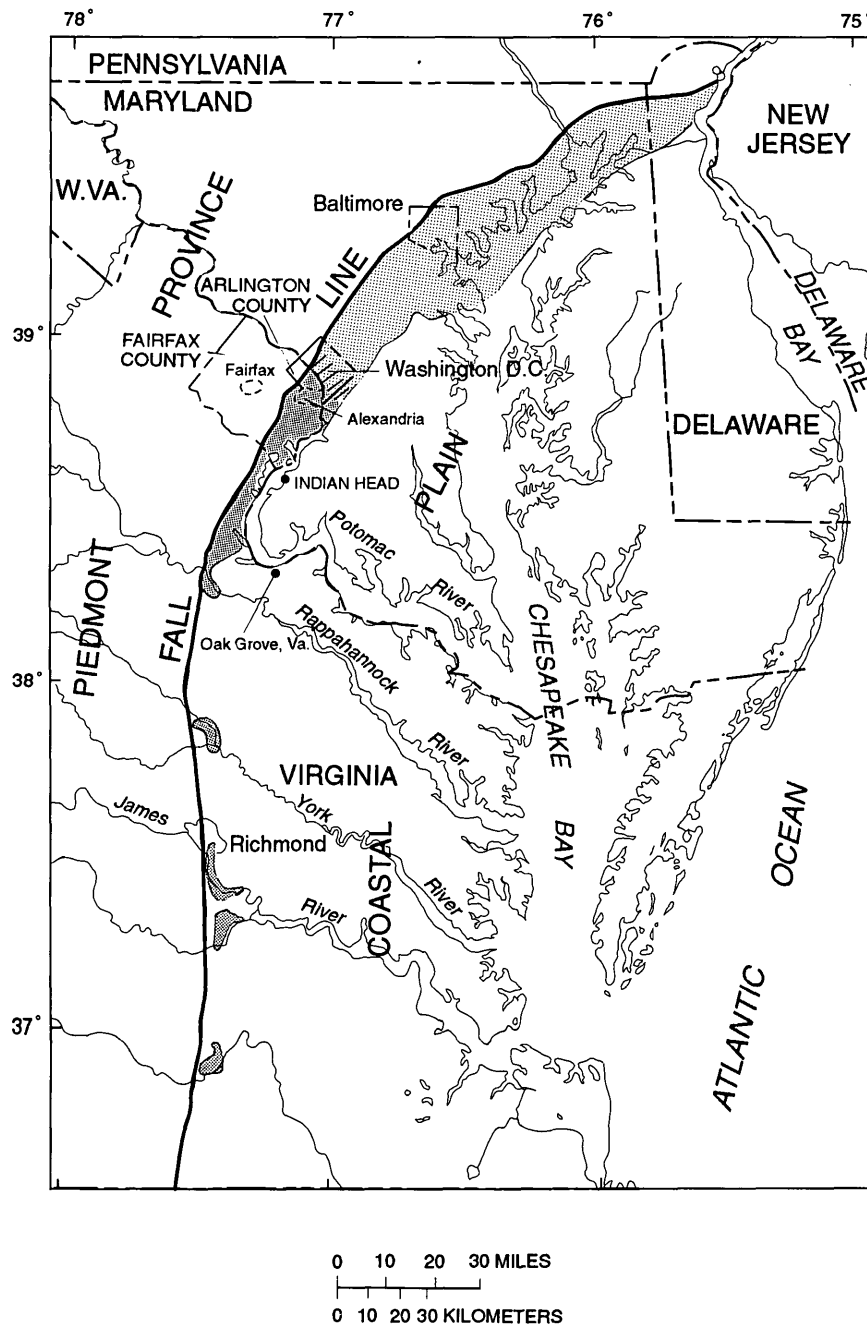 78°
77°
76°
75°
PENNSYLVANIA
MARYLAND
NEW
JERSEY
W.VA.
PROVINCE
Baltimore
LINE
ARLINGTON
COUNTY
DELAWARE
BAY
DELAWARE
39°
FAIRFAX
COUNTY
Fairfax
Washington D.C.
Alexandria
DELAWARE
PLAIN
INDIAN HEAD
Potomac
River
PIEDMONT
FALL
Oak Grove, Va.
Rappahannock
River
CHESAPEAKE
BAY
38°
VIRGINIA
York
River
James
River
Richmond
COASTAL
OCEAN
ATLANTIC
37°
0 10 20 30 MILES
0 10 20 30 KILOMETERS